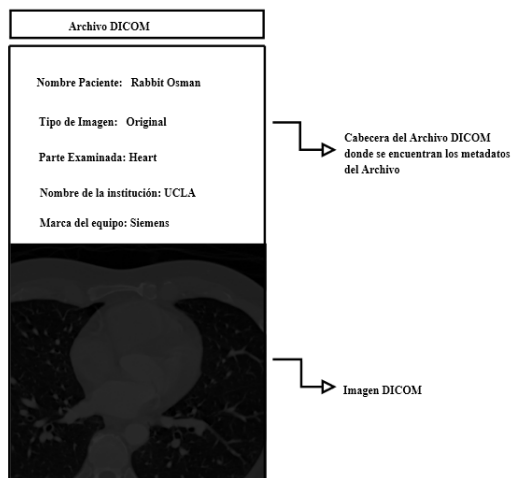 Archivo DICOM
Nombre Paciente: Rabbit Osman
Tipo de Imagen: Original
Parte Examinada: Heart
Nombre de la institución: UCLA
Marca del equipo: Siemens
Cabecera del Archivo DICOM
donde se encuentran los metadatos
del Archivo
Imagen DICOM